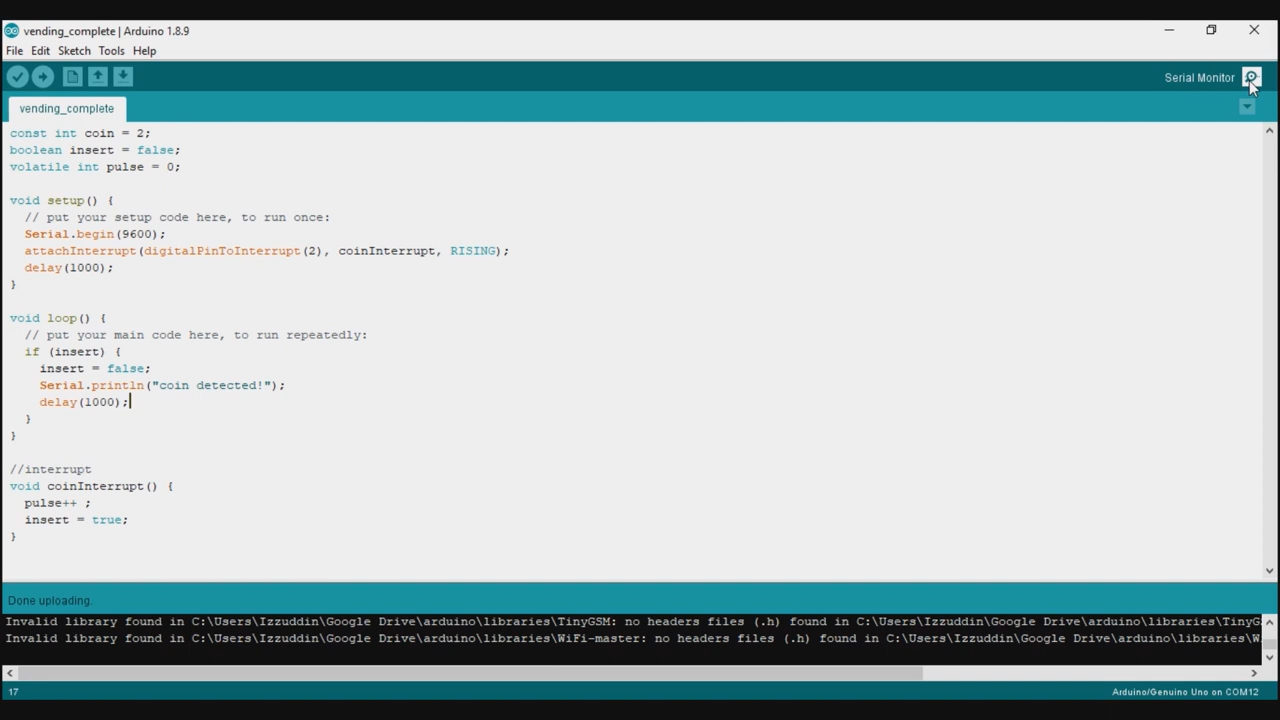 vending_complete | Arduino 1.8.9
File Edit Sketch Tools Help
Serial Monitor
vending_complete
const int coin = 2;
boolean insert = false;
volatile int pulse = 0;
void setup() {
  // put your setup code here, to run once:
  Serial.begin(9600);
  attachInterrupt(digitalPinToInterrupt(2), coinInterrupt, RISING);
  delay(1000);
}
void loop() {
  // put your main code here, to run repeatedly:
  if (insert) {
    insert = false;
    Serial.println("coin detected!");
    delay(1000);
  }
}
//interrupt
void coinInterrupt() {
  pulse++ ;
  insert = true;
}
Done uploading.
Invalid library found in C:\Users\Izzuddin\Google Drive\arduino\libraries\TinyGSM: no headers files (.h) found in C:\Users\Izzuddin\Google Drive\arduino\libraries\TinyG
Invalid library found in C:\Users\Izzuddin\Google Drive\arduino\libraries\WiFi-master: no headers files (.h) found in C:\Users\Izzuddin\Google Drive\arduino\libraries\W
17
Arduino/Genuino Uno on COM12